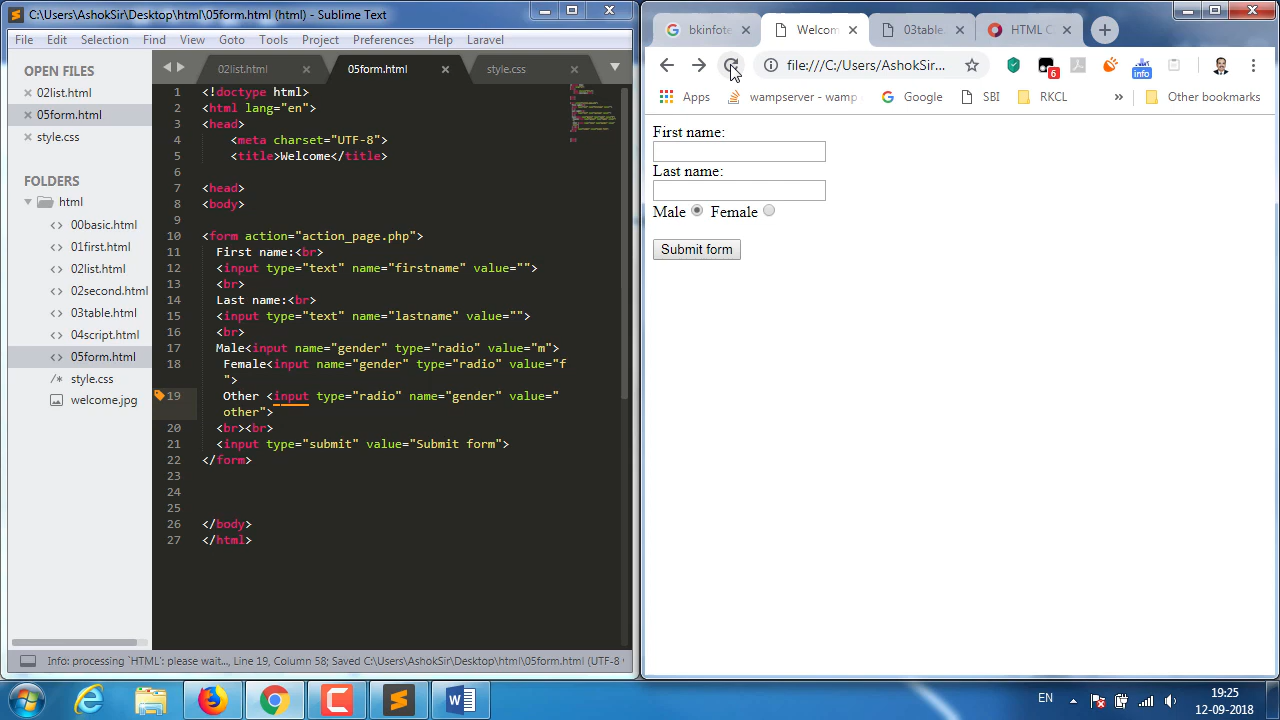 C:\Users\AshokSir\Desktop\html\05form.html (html) - Sublime Text
File Edit Selection Find View Goto Tools Project Preferences Help Laravel
OPEN FILES
02list.html
05form.html
style.css
FOLDERS
html
00basic.html
01first.html
02list.html
02second.html
03table.html
04script.html
05form.html
/* style.css
welcome.jpg
02list.html 05form.html style.css
1 <!doctype html>
2 <html lang="en">
3 <head>
4 <meta charset="UTF-8">
5 <title>Welcome</title>
6
7 <head>
8 <body>
9
10 <form action="action_page.php">
11 First name:<br>
12 <input type="text" name="firstname" value="">
13 <br>
14 Last name:<br>
15 <input type="text" name="lastname" value="">
16 <br>
17 Male<input name="gender" type="radio" value="m">
18 Female<input name="gender" type="radio" value="f
">
19 Other <input type="radio" name="gender" value="
other">
20 <br><br>
21 <input type="submit" value="Submit form">
22 </form>
23
24
25
26 </body>
27 </html>
Info: processing `HTML': please wait..., Line 19, Column 58; Saved C:\Users\AshokSir\Desktop\html\05form.html (UTF-8
bkinfote Welcom 03table. HTML C
file:///C:/Users/AshokSir... 6 info
Apps wampserver - wamp Google SBI RKCL » Other bookmarks
First name:
Last name:
Male Female
Submit form
EN
19:25
12-09-2018